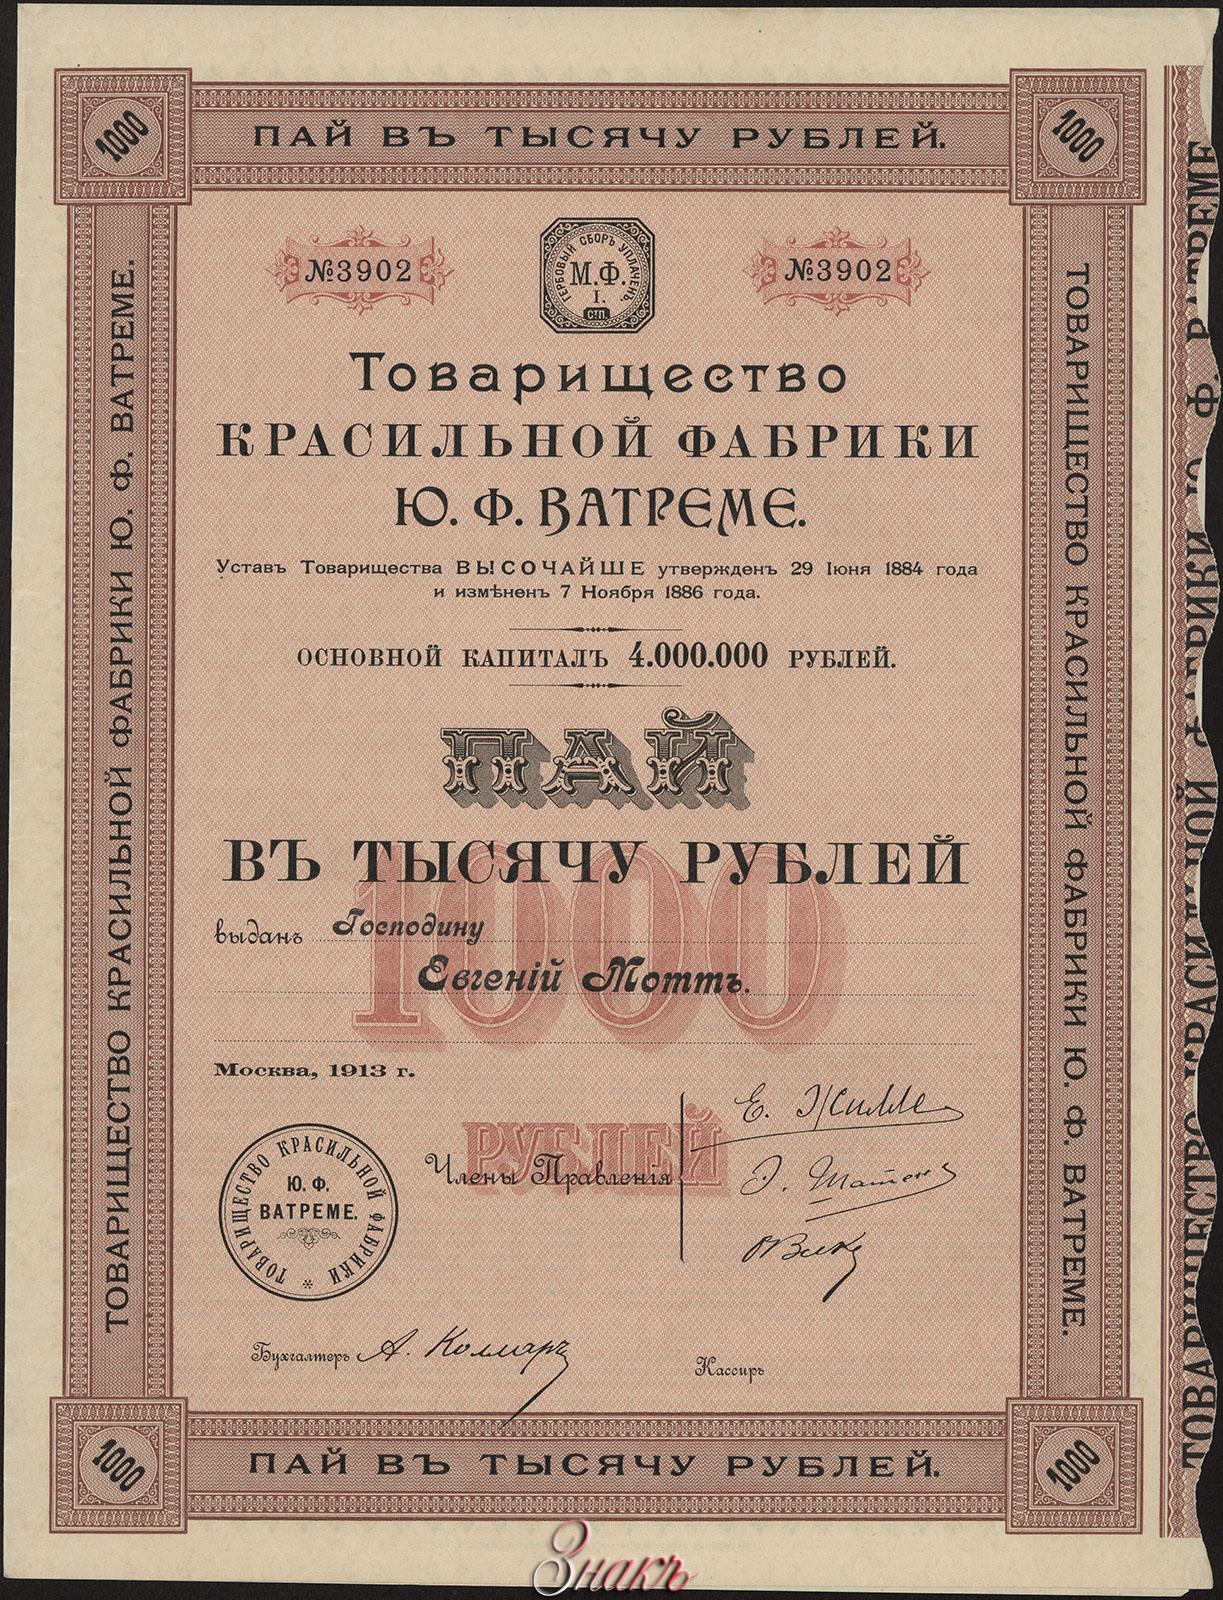 ПАЙ ВЪ ТЫСЯЧУ РУБЛЕЙ.
1000
1000
№3902
ГЕРБОВЫЙ СБОРЪ УПЛАЧЕНЪ.
М.Ф.
I.
С.П.
№3902
Товарищество
КРАСИЛЬНОЙ ФАБРИКИ
Ю. Ф. ВАТРЕМЕ.
Уставъ Товарищества ВЫСОЧАЙШЕ утвержденъ 29 Іюня 1884 года
и измѣненъ 7 Ноября 1886 года.
ОСНОВНОЙ КАПИТАЛЪ 4.000.000 РУБЛЕЙ.
ПАЙ
ВЪ ТЫСЯЧУ РУБЛЕЙ
1000
выданъ Господину
Евгеній Моттъ.
Москва, 1913 г.
РУБЛЕЙ
Члены Правленія
ТОВАРИЩЕСТВО КРАСИЛЬНОЙ ФАБРИКИ *
Ю. Ф.
ВАТРЕМЕ.
Бухгалтеръ
Кассиръ
ТОВАРИЩЕСТВО КРАСИЛЬНОЙ ФАБРИКИ Ю. Ф. ВАТРЕМЕ.
ТОВАРИЩЕСТВО КРАСИЛЬНОЙ ФАБРИКИ Ю. Ф. ВАТРЕМЕ.
ПАЙ ВЪ ТЫСЯЧУ РУБЛЕЙ.
1000
1000
Знакъ